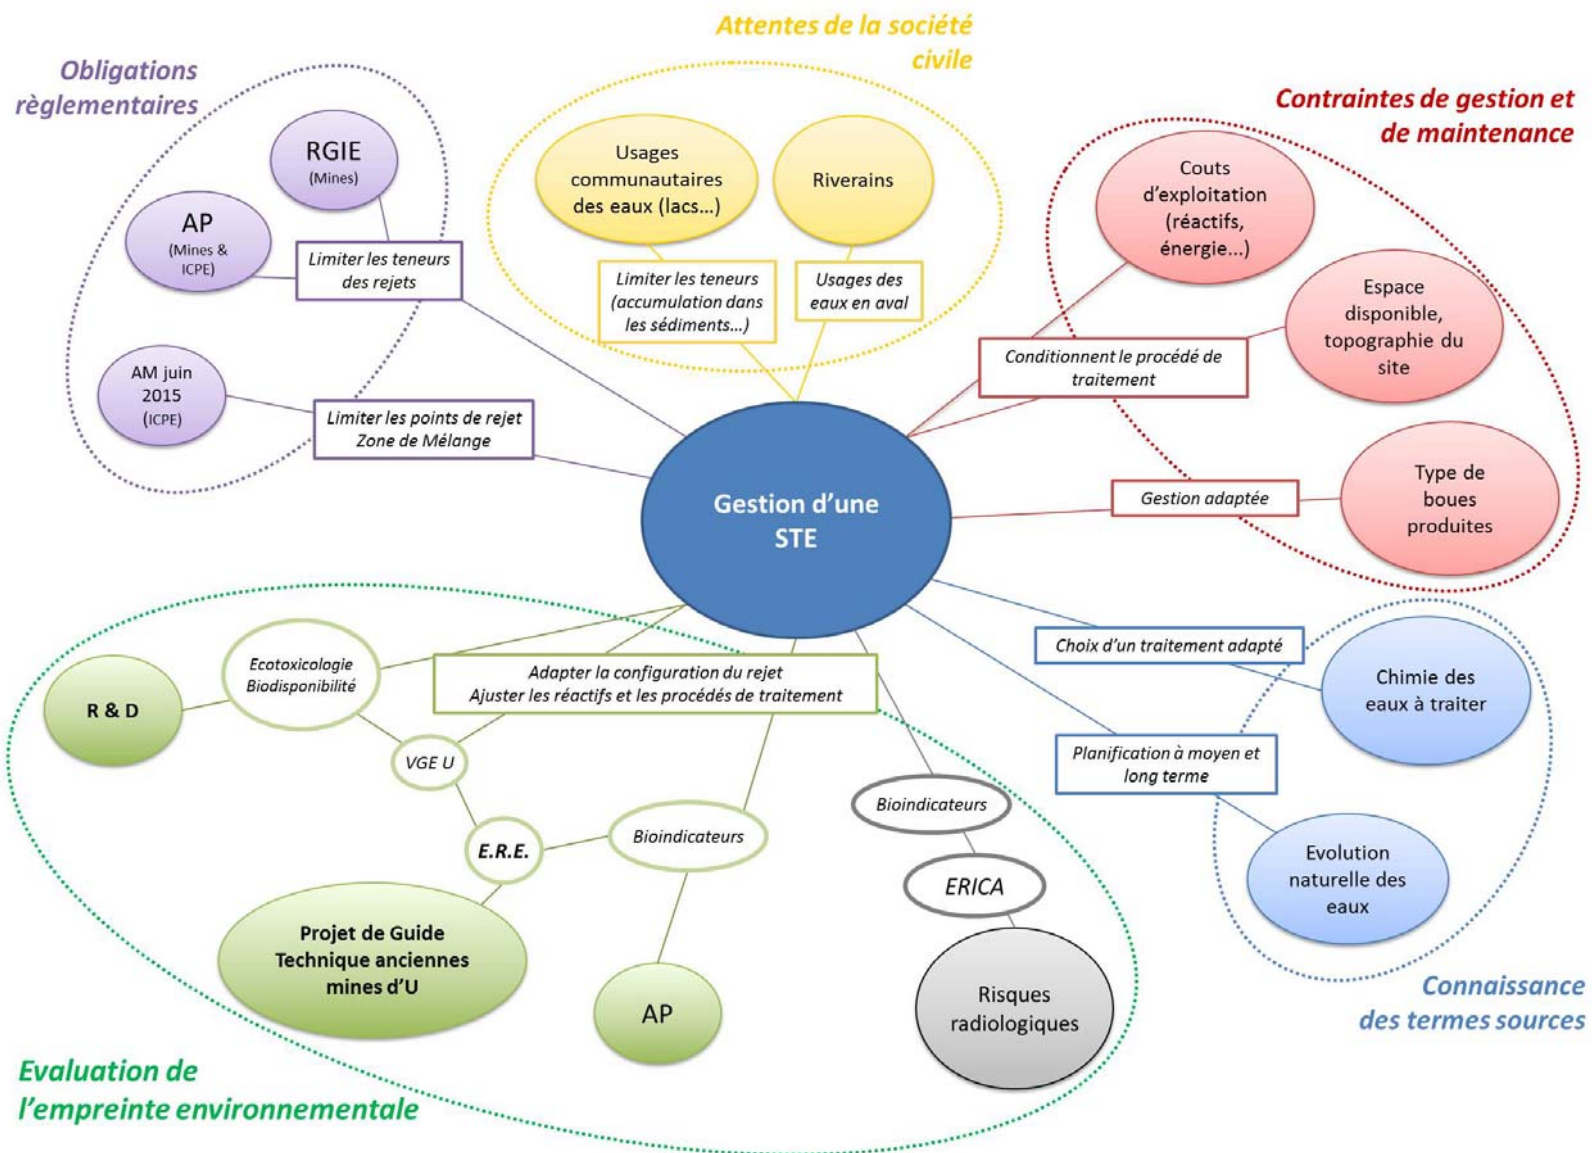 Attentes de la société
civile
Obligations
règlementaires
RGIE
(Mines)
AP
(Mines &
ICPE)
Limiter les teneurs
des rejets
AM juin
2015
(ICPE)
Limiter les points de rejet
Zone de Mélange
Usages
communautaires
des eaux (lacs...)
Riverains
Limiter les teneurs
(accumulation dans
les sédiments...)
Usages des
eaux en aval
Contraintes de gestion et
de maintenance
Couts
d'exploitation
(réactifs,
énergie...)
Espace
disponible,
topographie du
site
Conditionnent le procédé de
traitement
Type de
boues
produites
Gestion adaptée
Gestion d'une
STE
Choix d'un traitement adapté
Chimie des
eaux à traiter
Planification à moyen et
long terme
Evolution
naturelle des
eaux
Connaissance
des termes sources
Ecotoxicologie
Biodisponibilité
R & D
Adapter la configuration du rejet
Ajuster les réactifs et les procédés de traitement
VGE U
E.R.E.
Bioindicateurs
Bioindicateurs
ERICA
Projet de Guide
Technique anciennes
mines d'U
AP
Risques
radiologiques
Evaluation de
l'empreinte environnementale